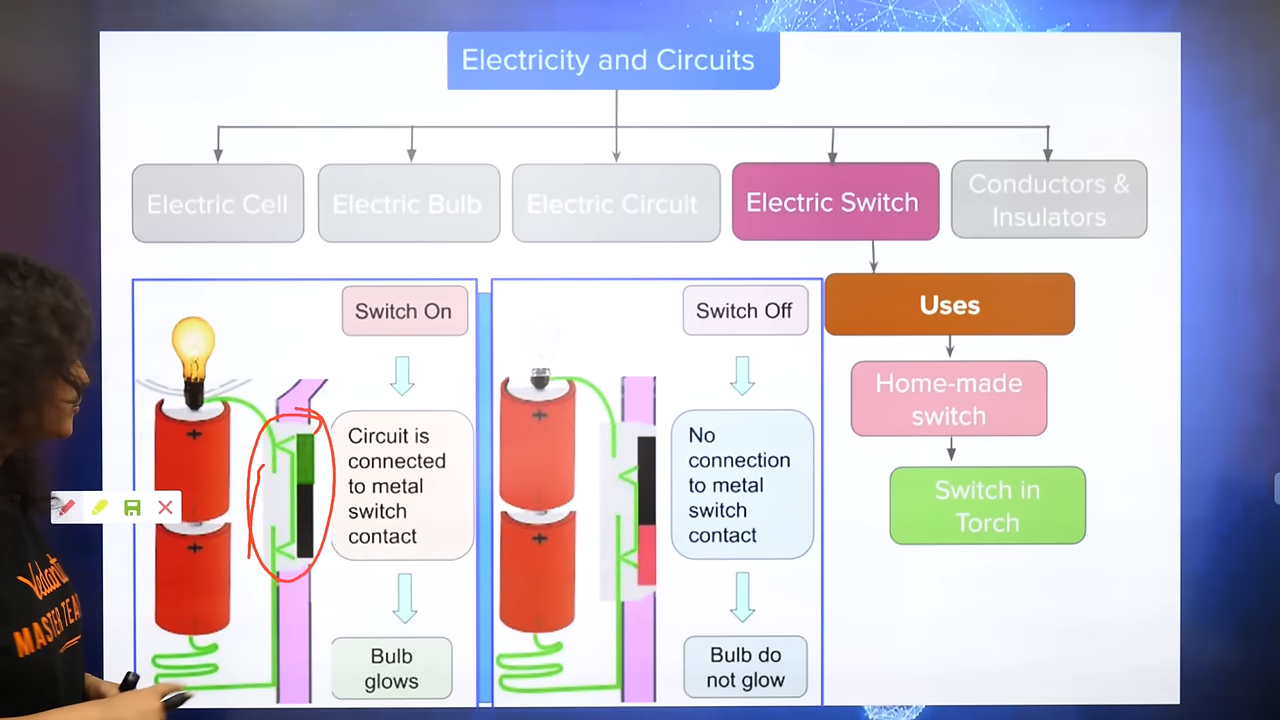 Electricity and Circuits
Electric Cell
Electric Bulb
Electric Circuit
Electric Switch
Conductors &
Insulators
Switch On
Switch Off
Uses
Circuit is
connected
to metal
switch
contact
No
connection
to metal
switch
contact
Home-made
switch
Switch in
Torch
Bulb
glows
Bulb do
not glow
+
+
+
+
MASTER TEA